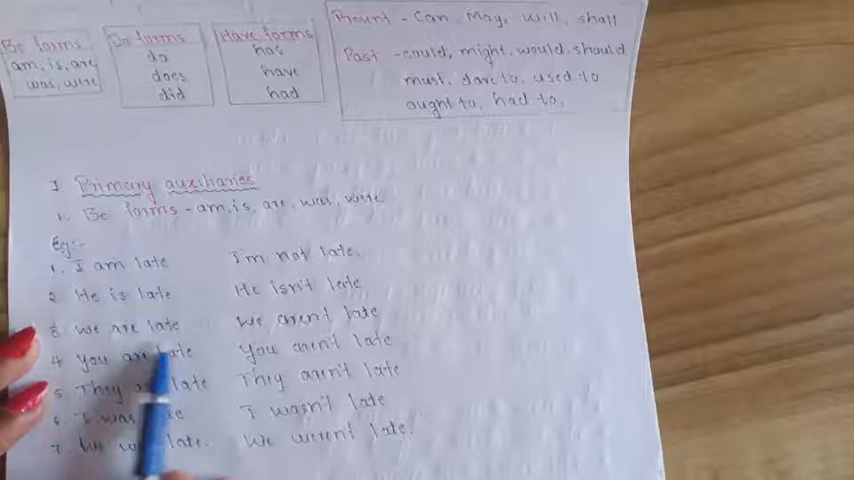 Be forms
am, is, are
was, were
Do forms
do
does
did
Have forms
has
have
had
Present - Can May, will, shall
Past - could, might, would, should
must, dare to, used to
ought to, had to.
I Primary auxiliaries
1. Be forms - am, is, are, was, were
Eg:-
1. I am late I'm not late.
2. He is late He isn't late
3. We are late We aren't late
4. You are late You aren't late
5. They late They aren't late
6. I was I wasn't late
7. We late. We weren't late.